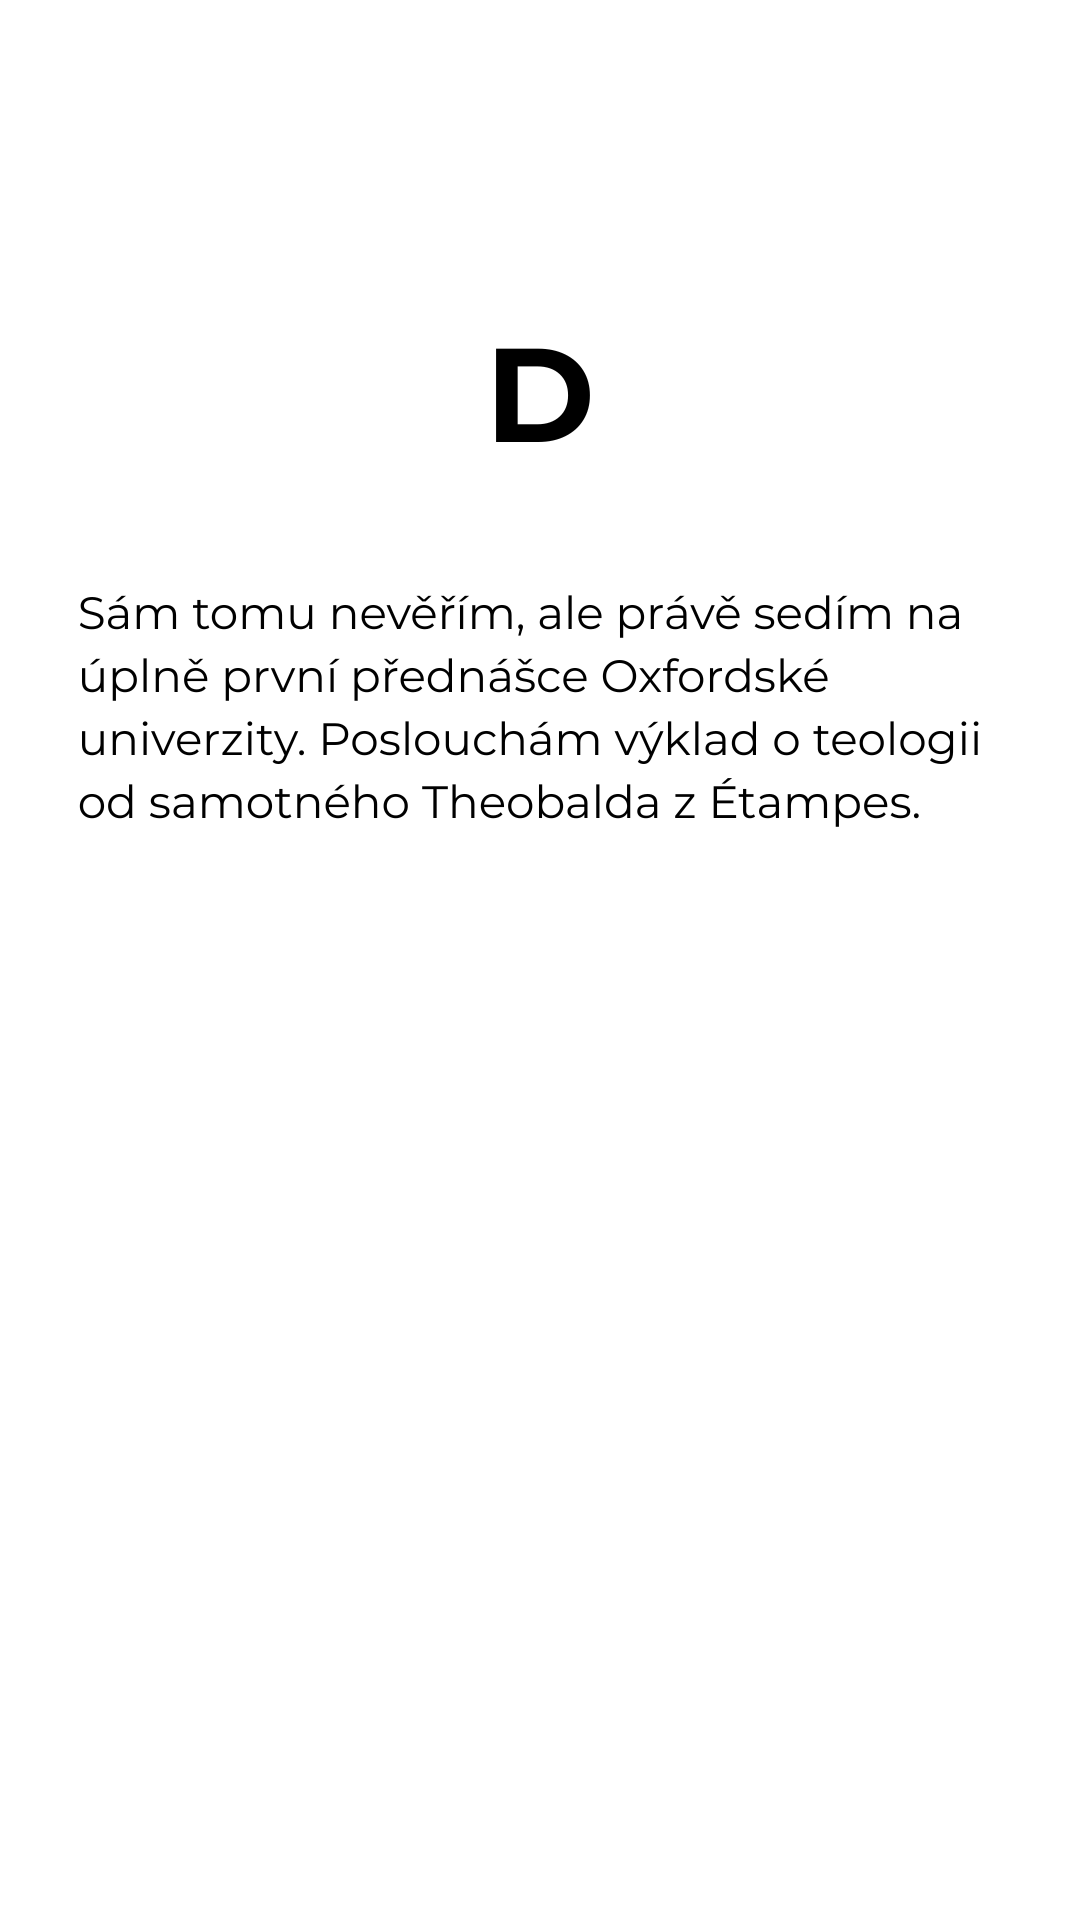 D
Sám tomu nevěřím, ale právě sedím na
úplně první přednášce Oxfordské
univerzity. Poslouchám výklad o teologii
od samotného Theobalda z Étampes.